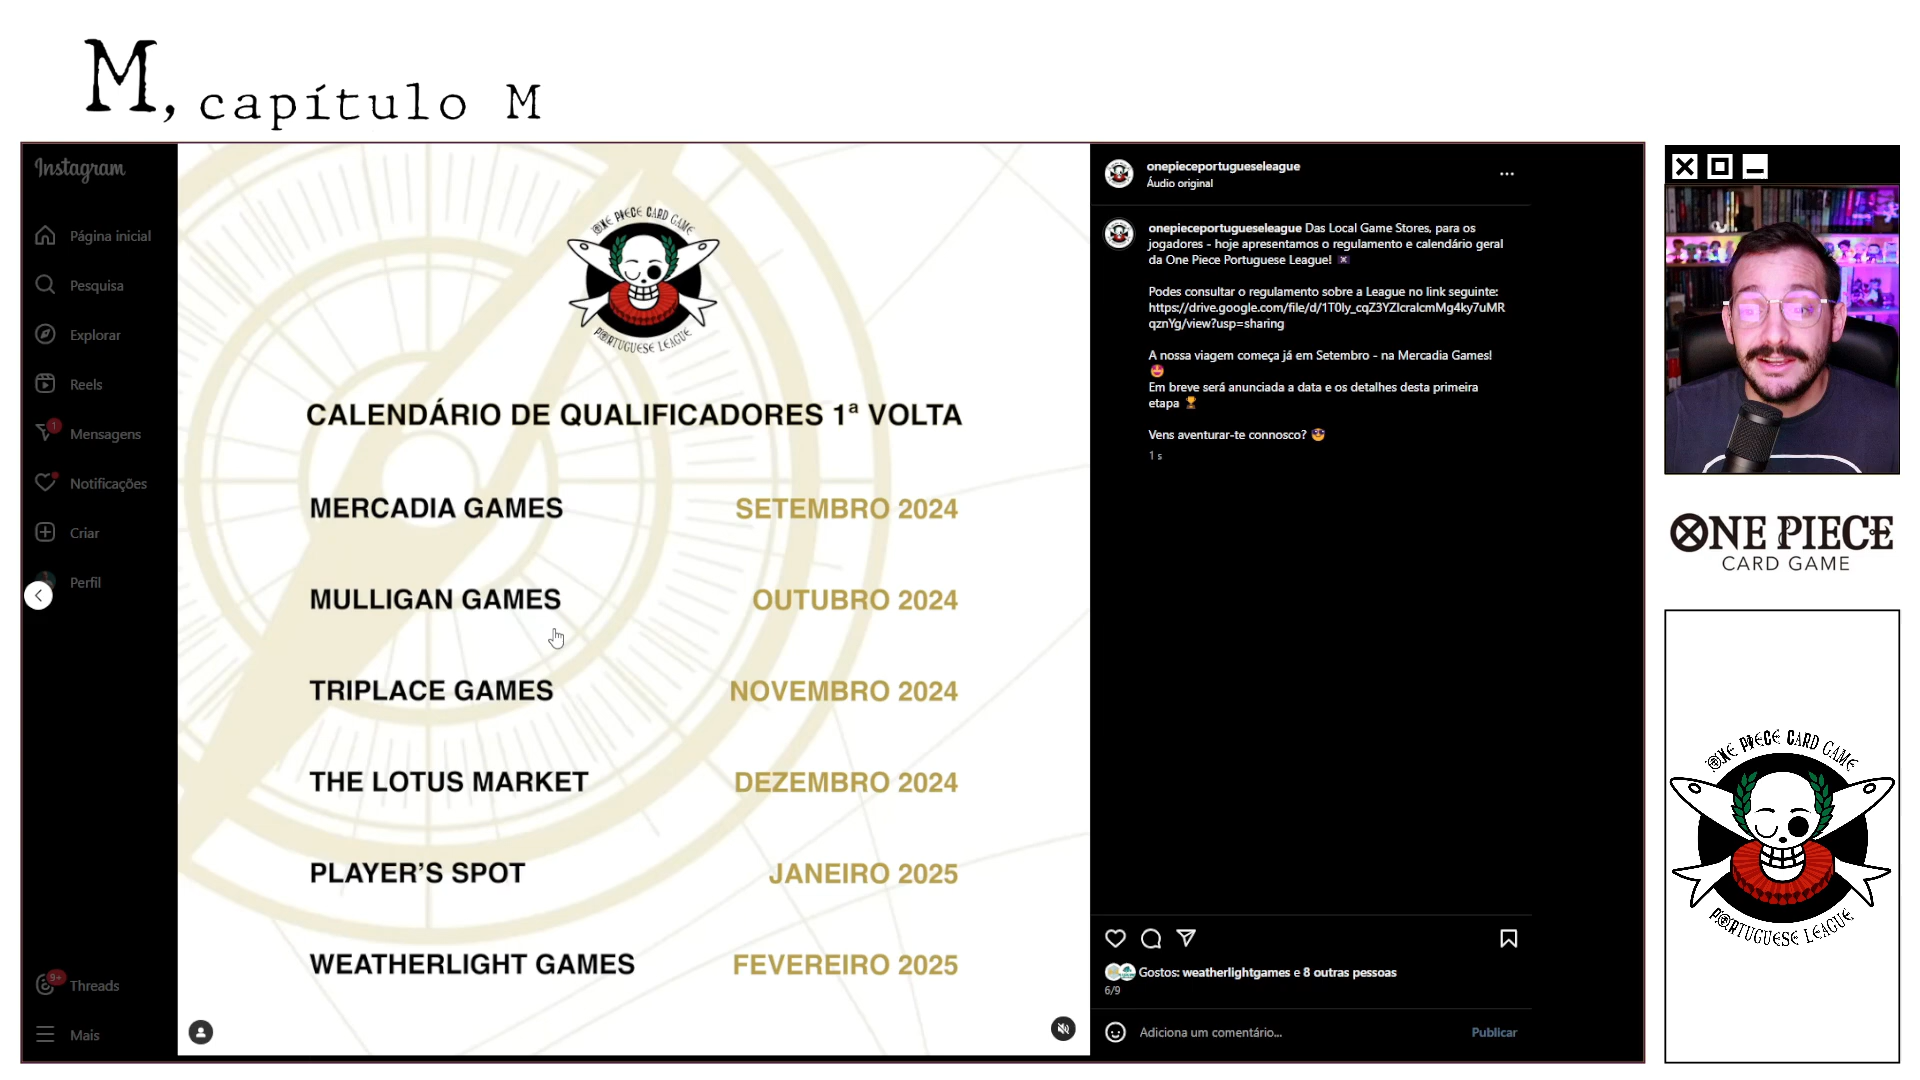 M, capítulo M
Instagram
Página inicial
Pesquisa
Explorar
Reels
1
Mensagens
Notificações
Criar
Perfil
9+
Threads
Mais
ONE PIECE CARD GAME
PORTUGUESE LEAGUE
CALENDÁRIO DE QUALIFICADORES 1ª VOLTA
MERCADIA GAMES SETEMBRO 2024
MULLIGAN GAMES OUTUBRO 2024
TRIPLACE GAMES NOVEMBRO 2024
THE LOTUS MARKET DEZEMBRO 2024
PLAYER’S SPOT JANEIRO 2025
WEATHERLIGHT GAMES FEVEREIRO 2025
onepieceportugueseleague
Áudio original
onepieceportugueseleague Das Local Game Stores, para os
jogadores - hoje apresentamos o regulamento e calendário geral
da One Piece Portuguese League!
Podes consultar o regulamento sobre a League no link seguinte:
https://drive.google.com/file/d/1T0ly_cqZ3YZIcralcmMg4ky7uMR
qznYg/view?usp=sharing
A nossa viagem começa já em Setembro - na Mercadia Games!
Em breve será anunciada a data e os detalhes desta primeira
etapa
Vens aventurar-te connosco?
1 s
Gostos: weatherlightgames e 8 outras pessoas
6/9
Adiciona um comentário...
Publicar
ONE PIECE
CARD GAME
ONE PIECE CARD GAME
PORTUGUESE LEAGUE